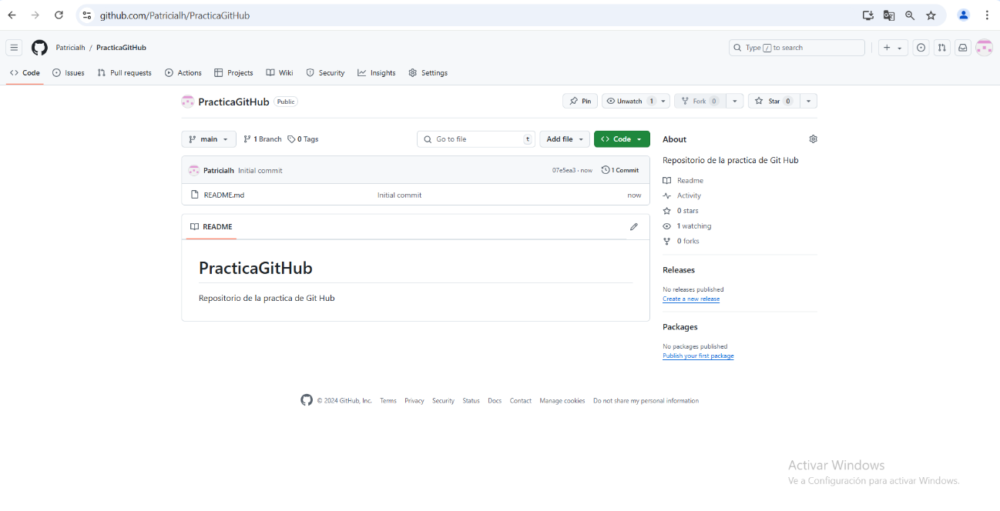 github.com/Patricialh/PracticaGitHub
Patricialh / PracticaGitHub
Type / to search
Code Issues Pull requests Actions Projects Wiki Security Insights Settings
PracticaGitHub Public
Pin Unwatch 1 Fork 0 Star 0
main 1 Branch 0 Tags Go to file t Add file Code
Patricialh Initial commit 07e5ea3 · now 1 Commit
README.md Initial commit now
README
PracticaGitHub
Repositorio de la practica de Git Hub
About
Repositorio de la practica de Git Hub
Readme
Activity
0 stars
1 watching
0 forks
Releases
No releases published
Create a new release
Packages
No packages published
Publish your first package
© 2024 GitHub, Inc. Terms Privacy Security Status Docs Contact Manage cookies Do not share my personal information
Activar Windows
Ve a Configuración para activar Windows.